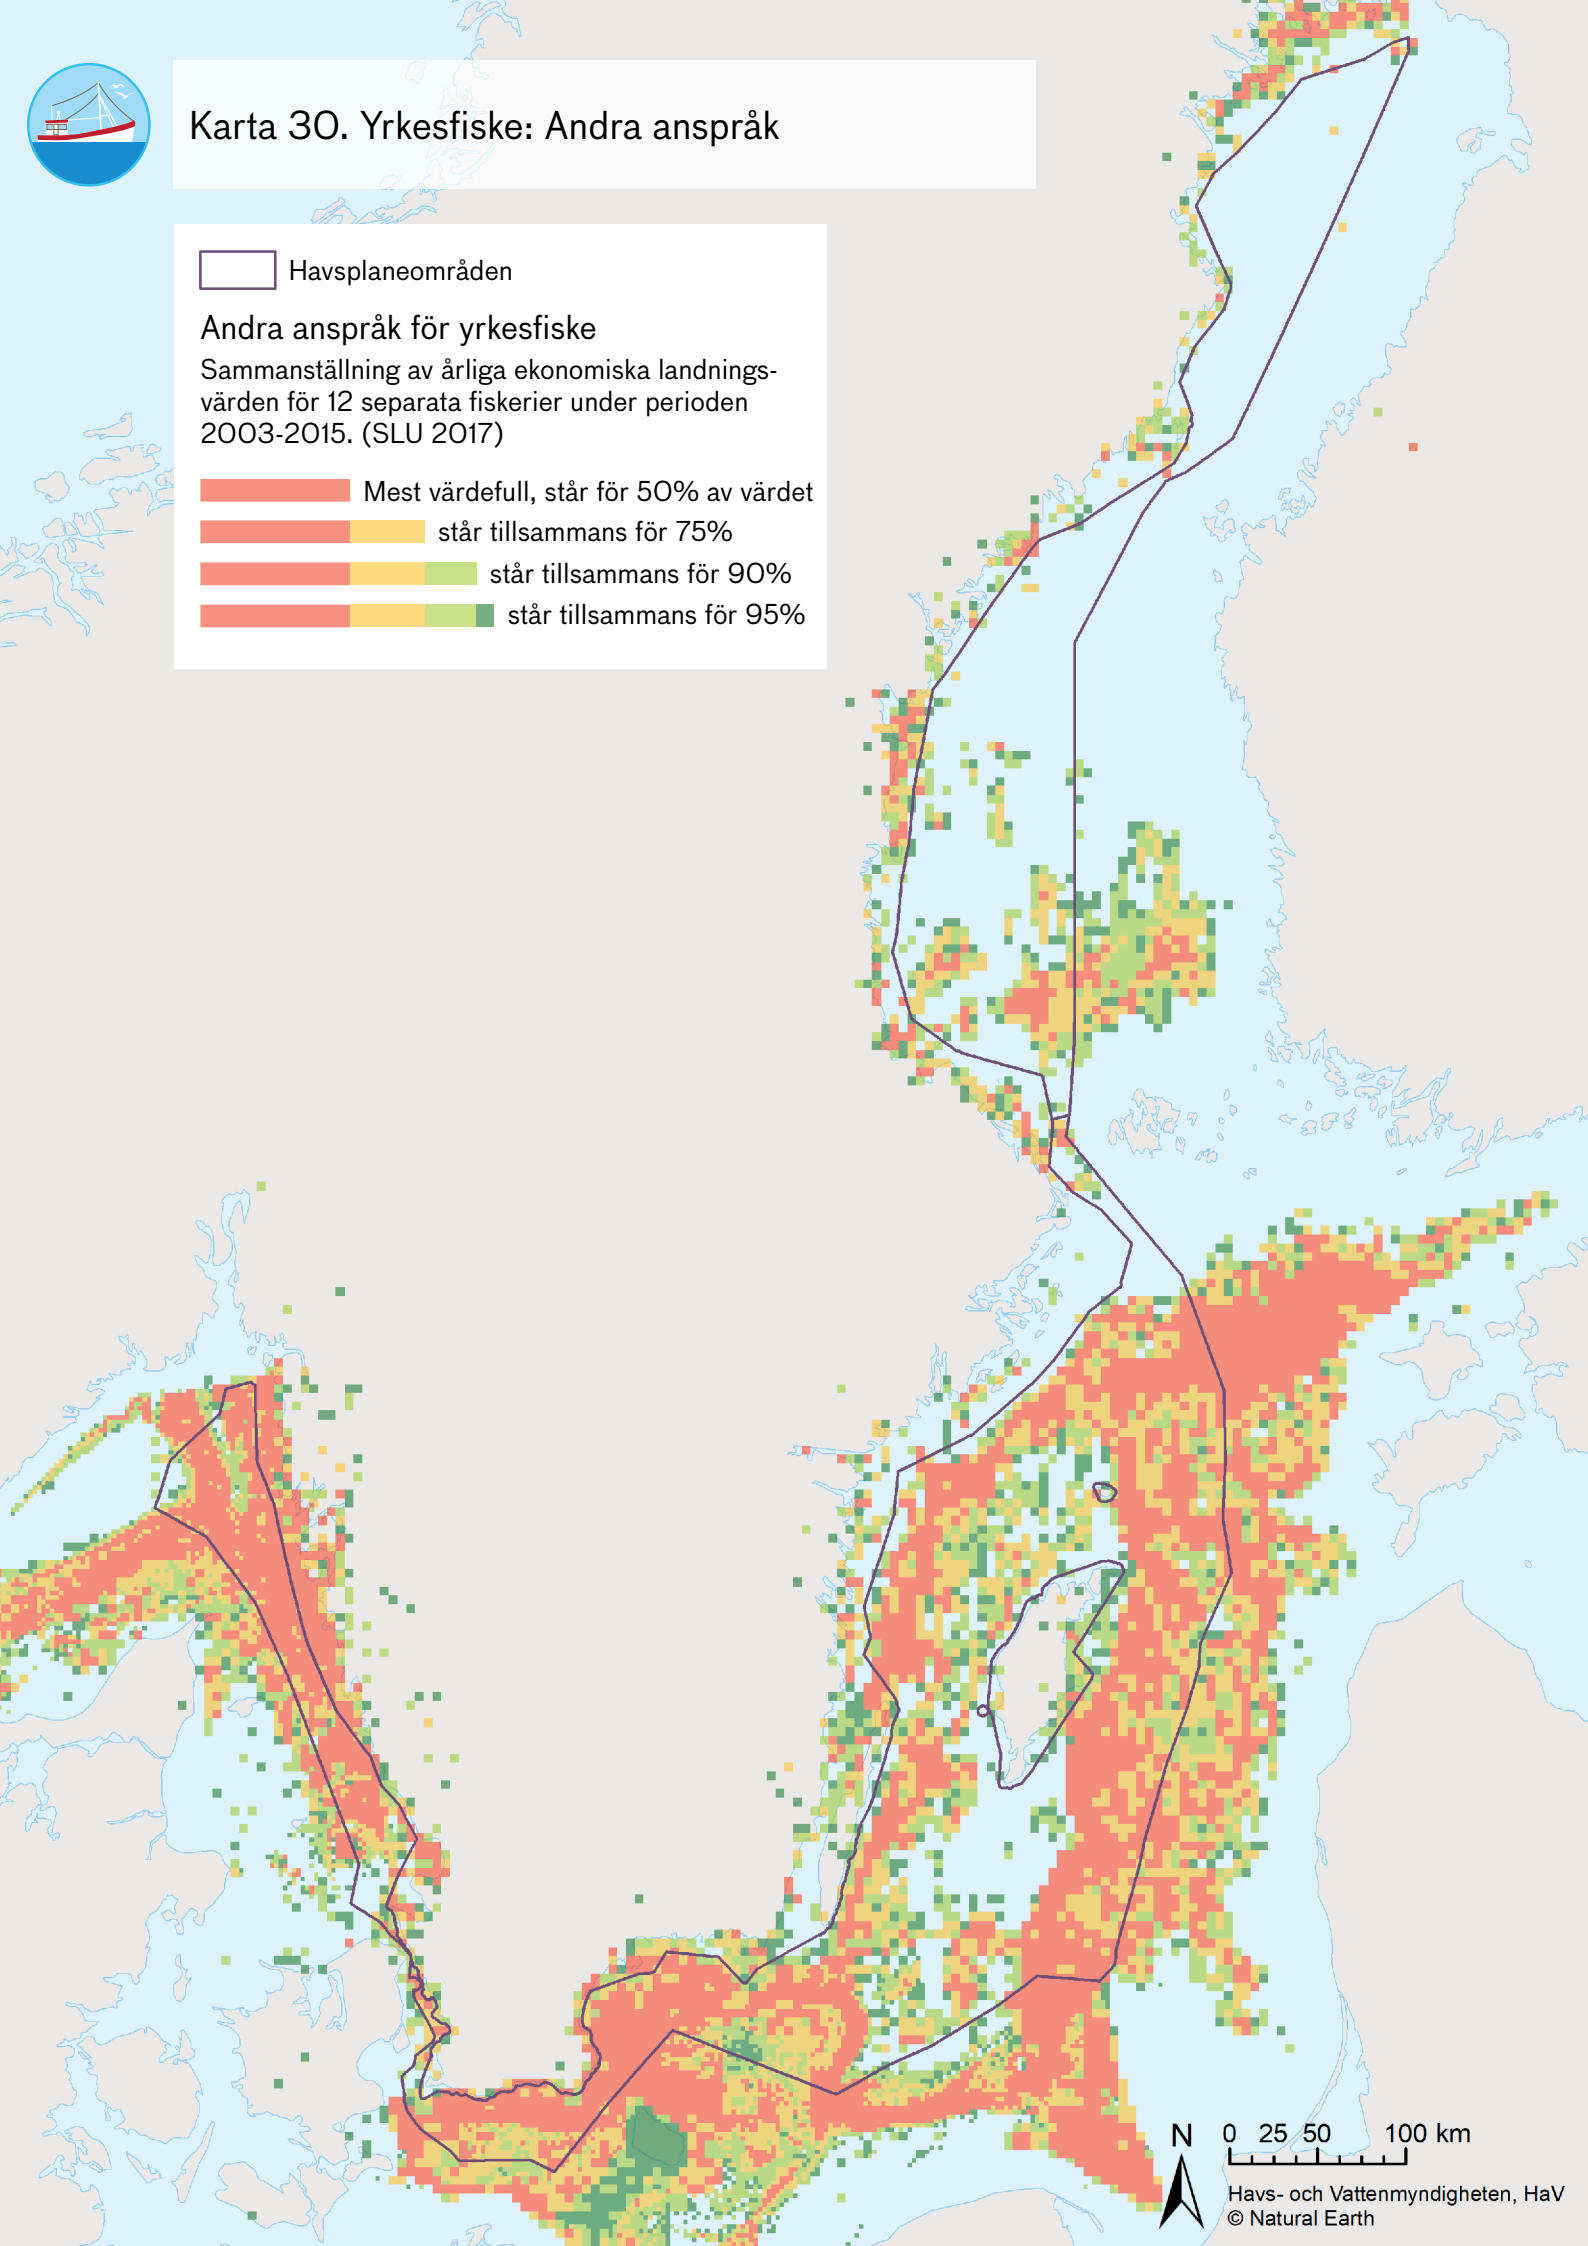 Karta 30. Yrkesfiske: Andra anspråk
Havsplaneområden
Andra anspråk för yrkesfiske
Sammanställning av årliga ekonomiska landnings-
värden för 12 separata fiskerier under perioden
2003-2015. (SLU 2017)
Mest värdefull, står för 50% av värdet
står tillsammans för 75%
står tillsammans för 90%
står tillsammans för 95%
N 0 25 50 100 km
Havs- och Vattenmyndigheten, HaV
© Natural Earth